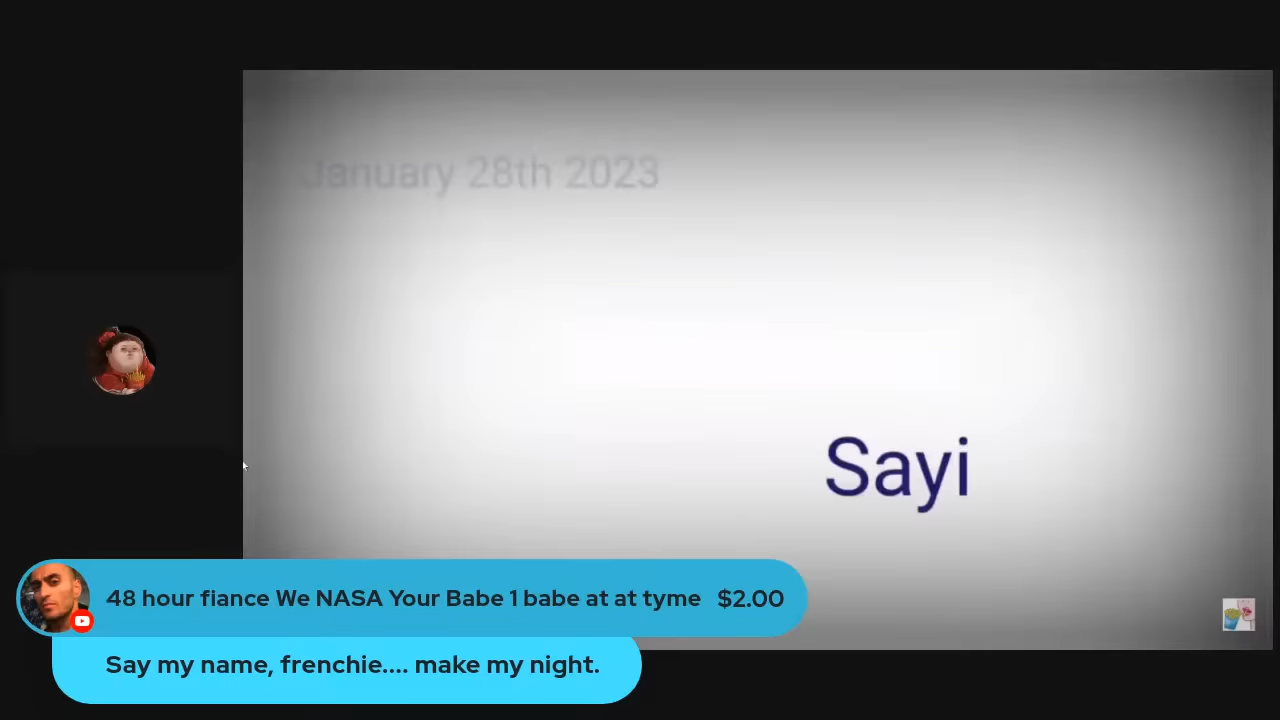 January 28th 2023
Sayi
48 hour fiance We NASA Your Babe 1 babe at at tyme $2.00
Say my name, frenchie.... make my night.